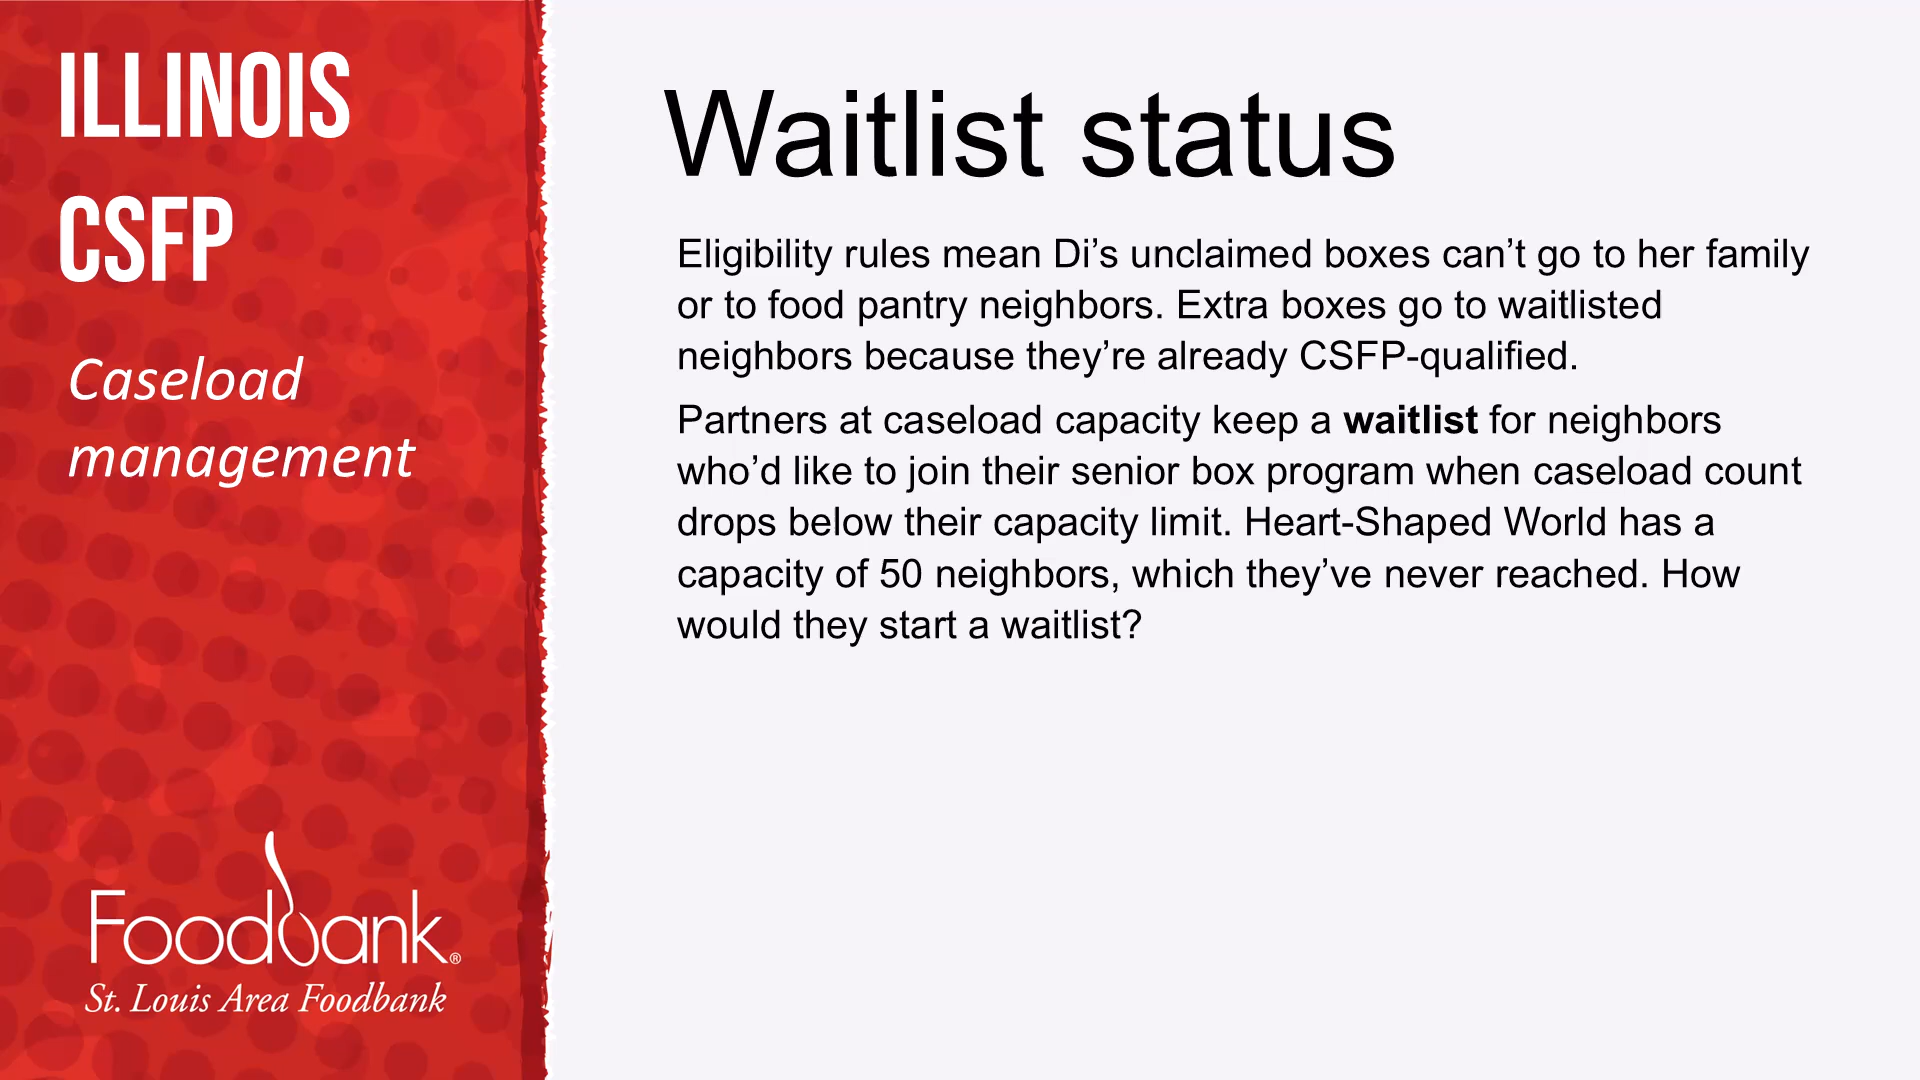 ILLINOIS
CSFP
Caseload
management
Foodbank®
St. Louis Area Foodbank
Waitlist status
Eligibility rules mean Di’s unclaimed boxes can’t go to her family
or to food pantry neighbors. Extra boxes go to waitlisted
neighbors because they’re already CSFP-qualified.
Partners at caseload capacity keep a waitlist for neighbors
who’d like to join their senior box program when caseload count
drops below their capacity limit. Heart-Shaped World has a
capacity of 50 neighbors, which they’ve never reached. How
would they start a waitlist?